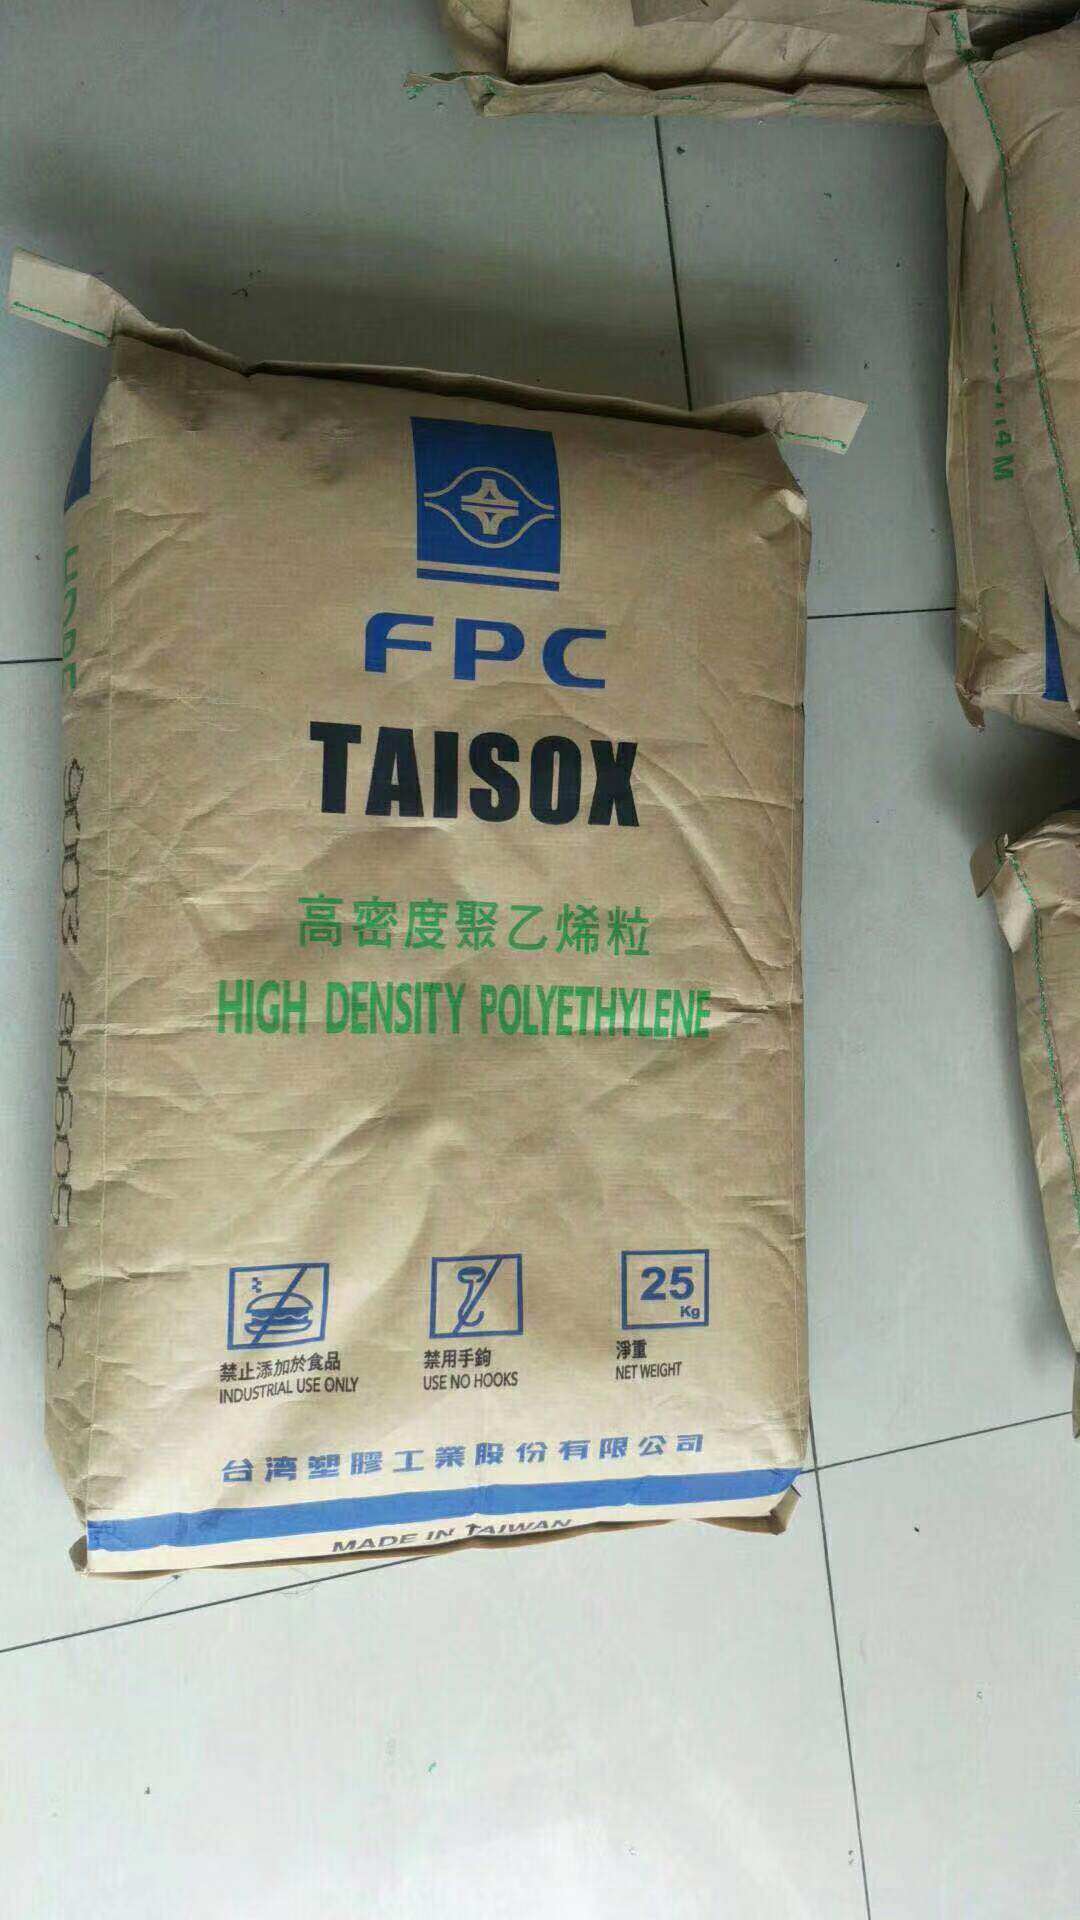 FPC
TAISOX
高密度聚乙烯粒
HIGH DENSITY POLYETHYLENE
25
Kg
禁止添加於食品
INDUSTRIAL USE ONLY
禁用手鉤
USE NO HOOKS
淨重
NET WEIGHT
台湾塑膠工業股份有限公司
MADE IN TAIWAN
HDPE